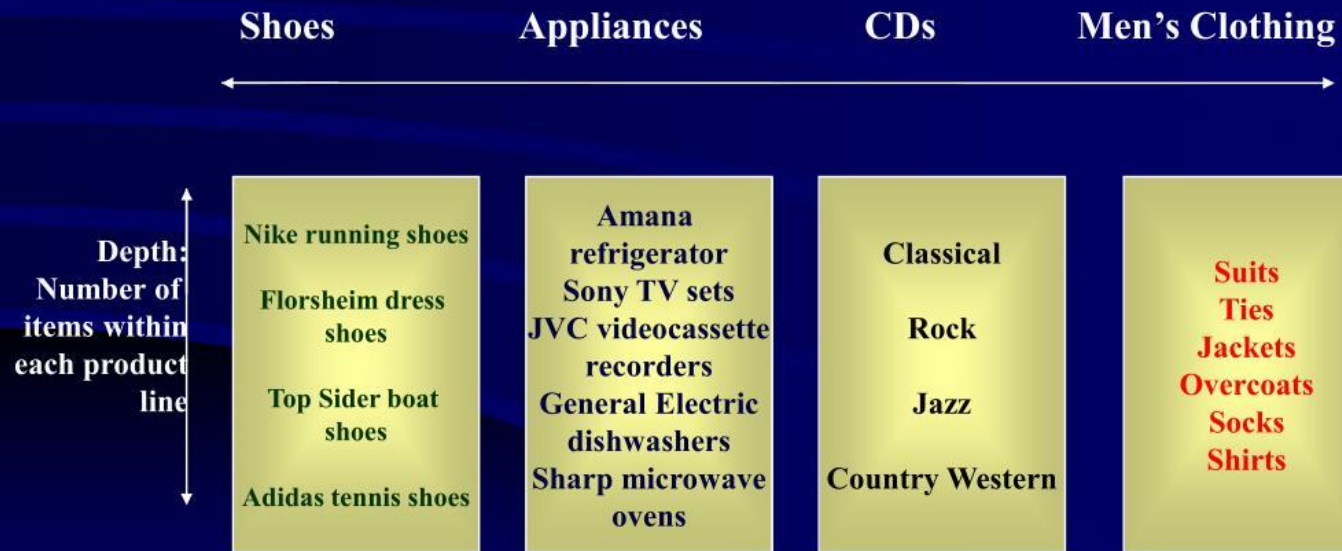 Shoes
Appliances
CDs
Men’s Clothing
Depth:
Number of
items within
each product
line
Nike running shoes
Florsheim dress
shoes
Top Sider boat
shoes
Adidas tennis shoes
Amana
refrigerator
Sony TV sets
JVC videocassette
recorders
General Electric
dishwashers
Sharp microwave
ovens
Classical
Rock
Jazz
Country Western
Suits
Ties
Jackets
Overcoats
Socks
Shirts